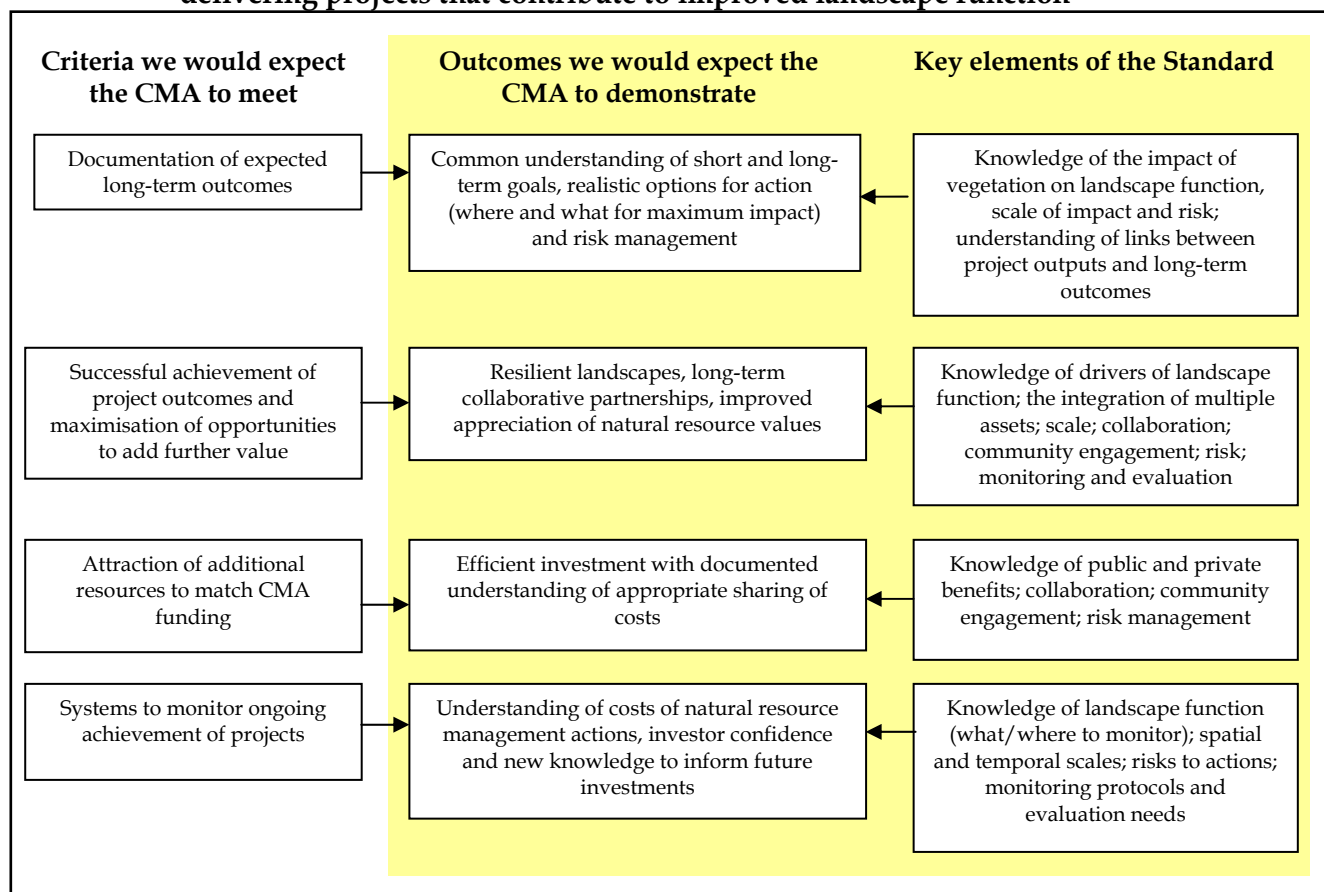 delivering projects that contribute to improved landscape function
Criteria we would expect
the CMA to meet
Outcomes we would expect the
CMA to demonstrate
Key elements of the Standard
Documentation of expected
long-term outcomes
Common understanding of short and long-
term goals, realistic options for action
(where and what for maximum impact)
and risk management
Knowledge of the impact of
vegetation on landscape function,
scale of impact and risk;
understanding of links between
project outputs and long-term
outcomes
Successful achievement of
project outcomes and
maximisation of opportunities
to add further value
Resilient landscapes, long-term
collaborative partnerships, improved
appreciation of natural resource values
Knowledge of drivers of landscape
function; the integration of multiple
assets; scale; collaboration;
community engagement; risk;
monitoring and evaluation
Attraction of additional
resources to match CMA
funding
Efficient investment with documented
understanding of appropriate sharing of
costs
Knowledge of public and private
benefits; collaboration; community
engagement; risk management
Systems to monitor ongoing
achievement of projects
Understanding of costs of natural resource
management actions, investor confidence
and new knowledge to inform future
investments
Knowledge of landscape function
(what/where to monitor); spatial
and temporal scales; risks to actions;
monitoring protocols and
evaluation needs